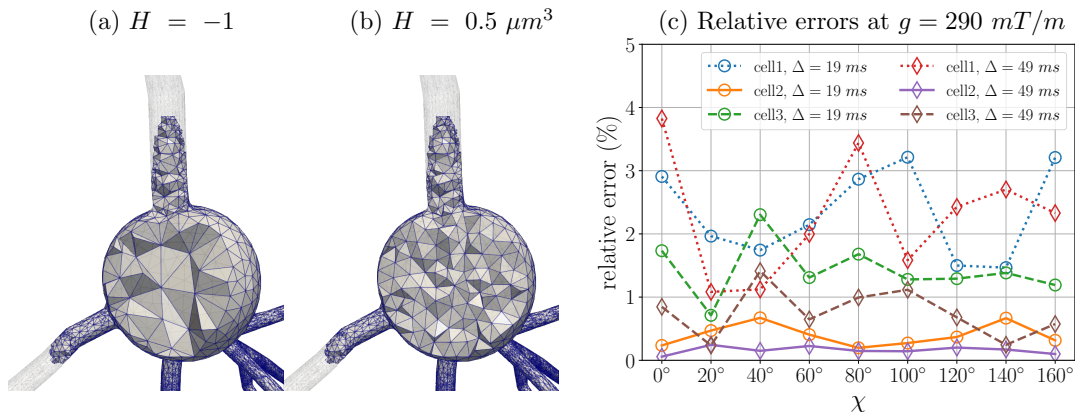 (a) H = −1
(b) H = 0.5 μm³
(c) Relative errors at g = 290 mT/m
5
4
3
2
1
0
relative error (%)
cell1, Δ = 19 ms
cell2, Δ = 19 ms
cell3, Δ = 19 ms
cell1, Δ = 49 ms
cell2, Δ = 49 ms
cell3, Δ = 49 ms
0° 20° 40° 60° 80° 100° 120° 140° 160°
χ